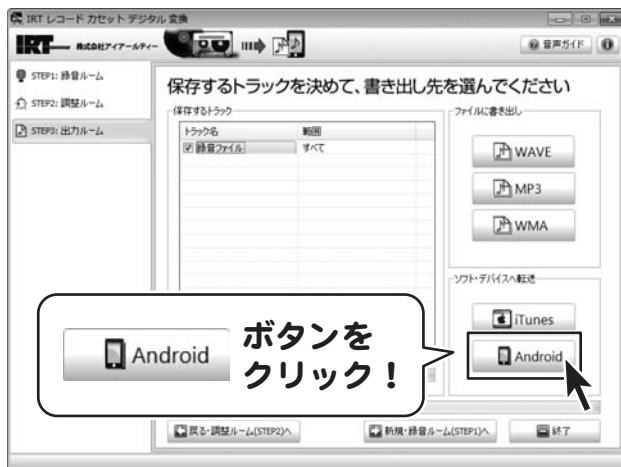 IRT レコード カセット デジタル 変換
IRT 株式会社アイアールティー
音声ガイド
STEP1: 録音ルーム
STEP2: 調整ルーム
STEP3: 出力ルーム
保存するトラックを決めて、書き出し先を選んでください
保存するトラック
トラック名 範囲
録音ファイル すべて
ファイルに書き出し
WAVE
MP3
WMA
ソフト・デバイスへ転送
iTunes
Android
Android
ボタンを
クリック！
戻る・調整ルーム(STEP2)へ
新規・録音ルーム(STEP1)へ
終了